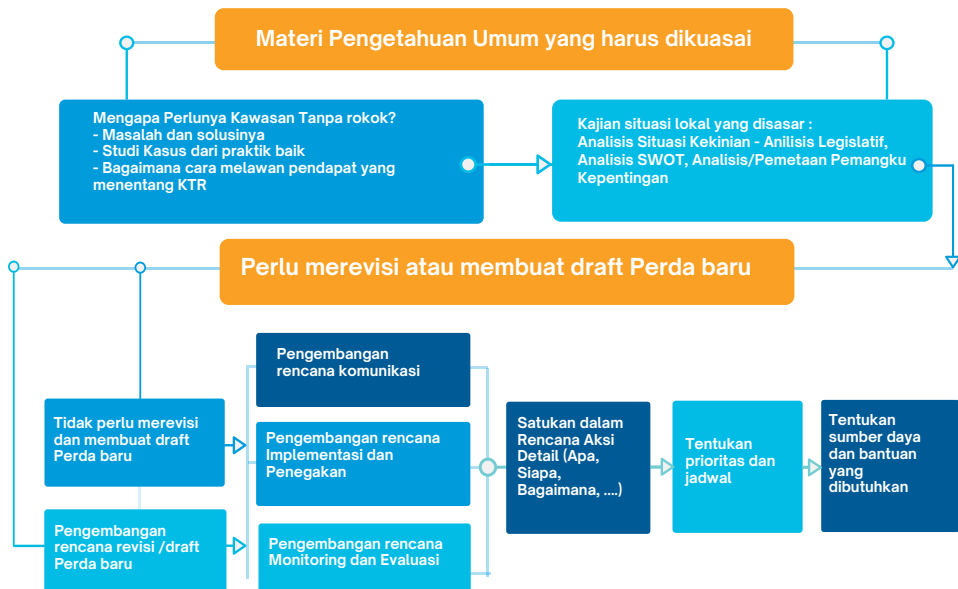 Materi Pengetahuan Umum yang harus dikuasai
Mengapa Perlunya Kawasan Tanpa rokok?
- Masalah dan solusinya
- Studi Kasus dari praktik baik
- Bagaimana cara melawan pendapat yang
menentang KTR
Kajian situasi lokal yang disasar :
Analisis Situasi Kekinian - Anilisis Legislatif,
Analisis SWOT, Analisis/Pemetaan Pemangku
Kepentingan
Perlu merevisi atau membuat draft Perda baru
Tidak perlu merevisi
dan membuat draft
Perda baru
Pengembangan
rencana revisi /draft
Perda baru
Pengembangan
rencana komunikasi
Pengembangan rencana
Implementasi dan
Penegakan
Pengembangan rencana
Monitoring dan Evaluasi
Satukan dalam
Rencana Aksi
Detail (Apa,
Siapa,
Bagaimana, ....)
Tentukan
prioritas dan
jadwal
Tentukan
sumber daya
dan bantuan
yang
dibutuhkan